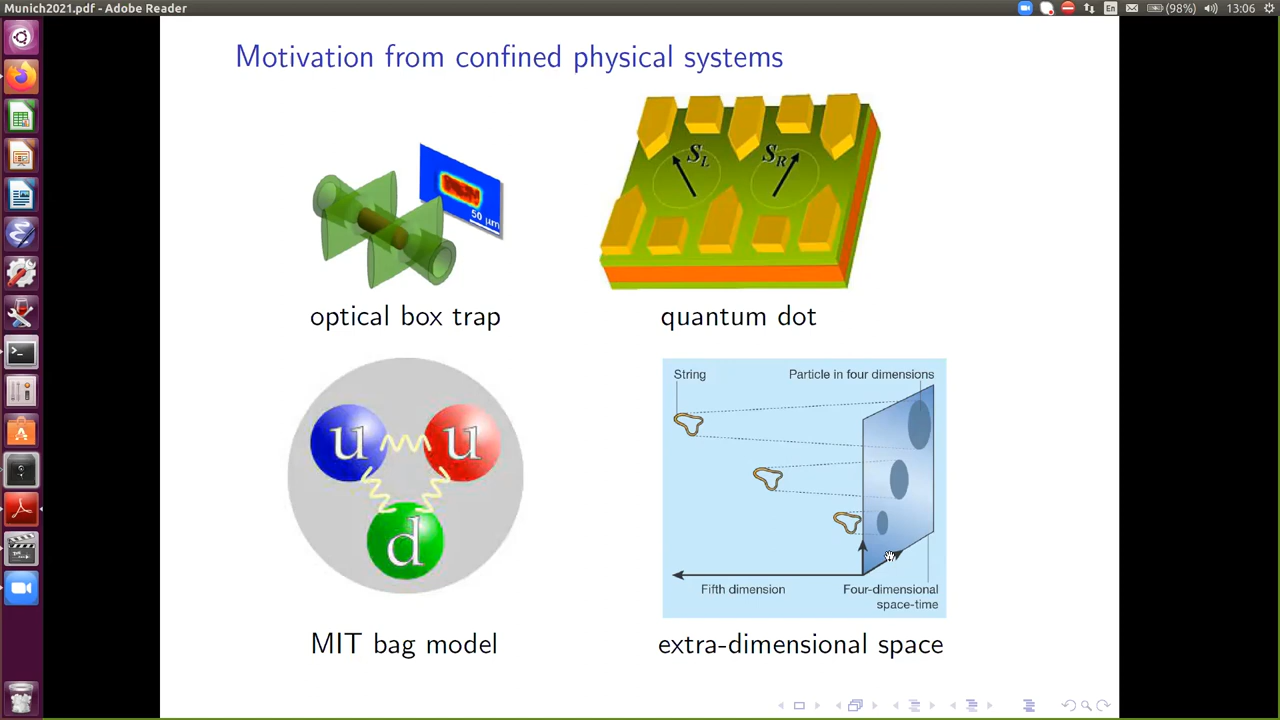 Munich2021.pdf - Adobe Reader
En
(98%)
13:06
Motivation from confined physical systems
50 μm
S_L
S_R
optical box trap
quantum dot
u
u
d
String
Particle in four dimensions
Fifth dimension
Four-dimensional
space-time
MIT bag model
extra-dimensional space